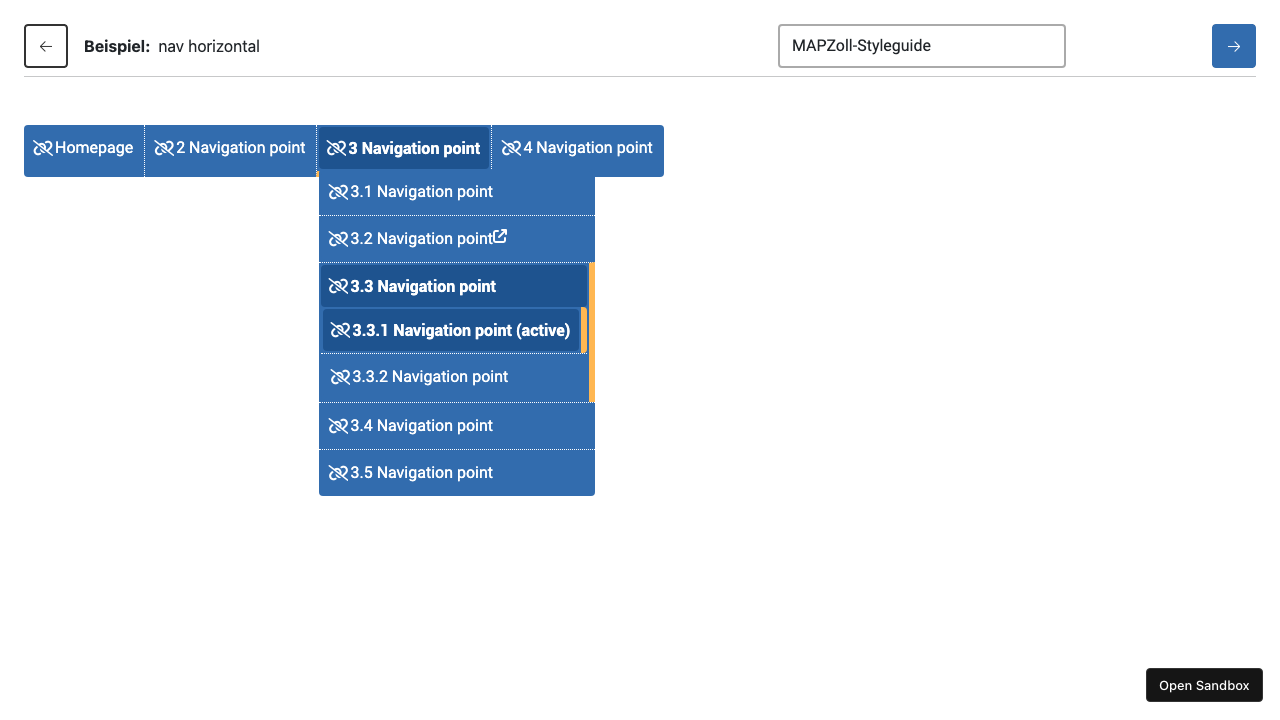 Beispiel: nav horizontal
MAPZoll-Styleguide
Homepage
2 Navigation point
3 Navigation point
4 Navigation point
3.1 Navigation point
3.2 Navigation point
3.3 Navigation point
3.3.1 Navigation point (active)
3.3.2 Navigation point
3.4 Navigation point
3.5 Navigation point
Open Sandbox